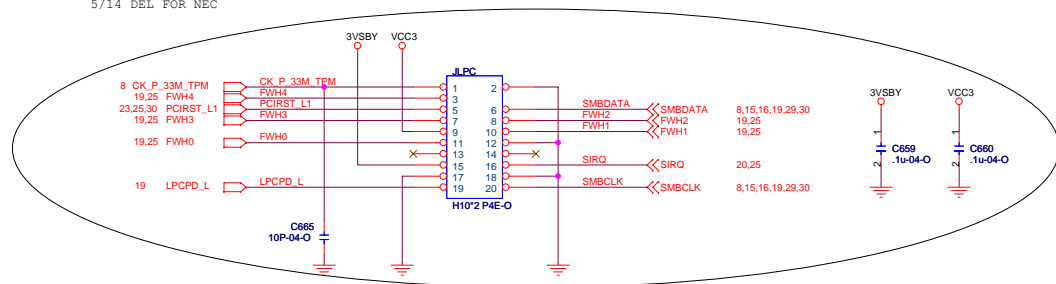 5/14 DEL FOR NEC
3VSBY VCC3
JLPC
8 CK_P_33M_TPM CK_P_33M_TPM 1 2
19,25 FWH4 FWH4 3
23,25,30 PCIRST_L1 PCIRST_L1 5 6 SMBDATA SMBDATA 8,15,16,19,29,30
19,25 FWH3 FWH3 7 8 FWH2 FWH2 19,25
9 10 FWH1 FWH1 19,25
19,25 FWH0 FWH0 11 12
13 14
15 16 SIRQ SIRQ 20,25
17 18
19 LPCPD_L LPCPD_L 19 20 SMBCLK SMBCLK 8,15,16,19,29,30
H10*2 P4E-O
C665
10P-04-O
3VSBY VCC3
1 1
C659 C660
.1u-04-O .1u-04-O
2 2